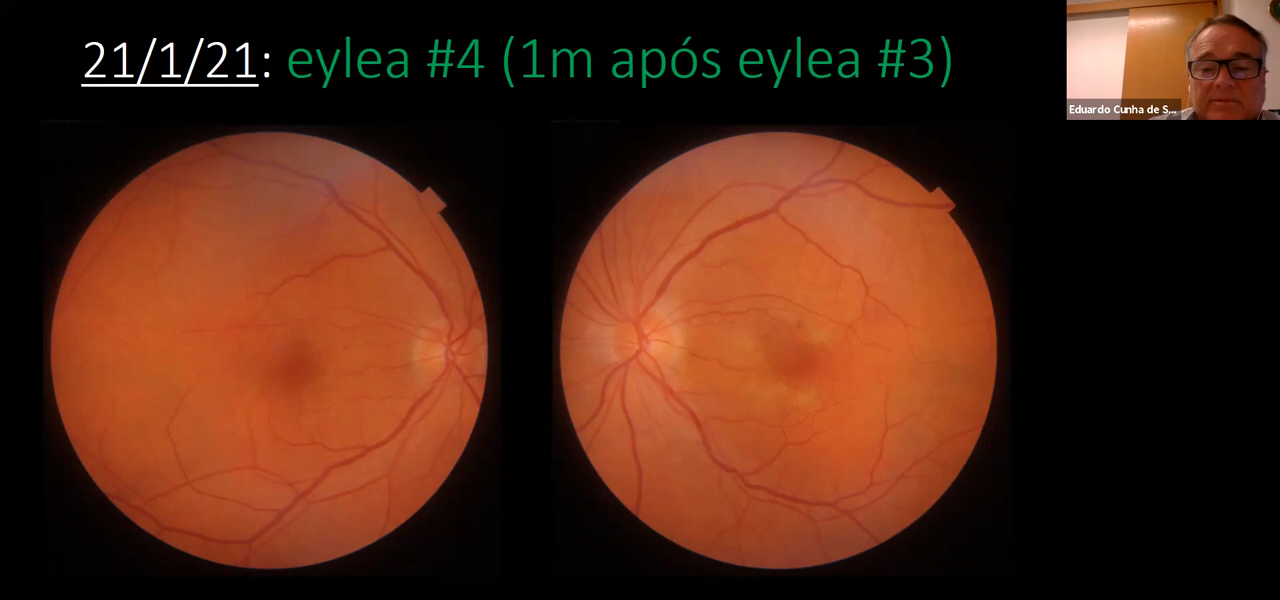 21/1/21: eylea #4 (1m após eylea #3)
Eduardo Cunha de S...